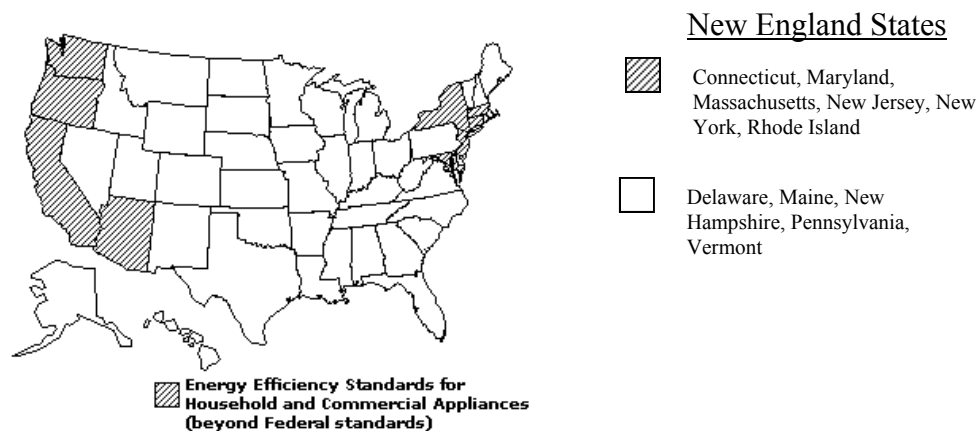 New England States
Connecticut, Maryland,
Massachusetts, New Jersey, New
York, Rhode Island
Delaware, Maine, New
Hampshire, Pennsylvania,
Vermont
Energy Efficiency Standards for
Household and Commercial Appliances
(beyond Federal standards)